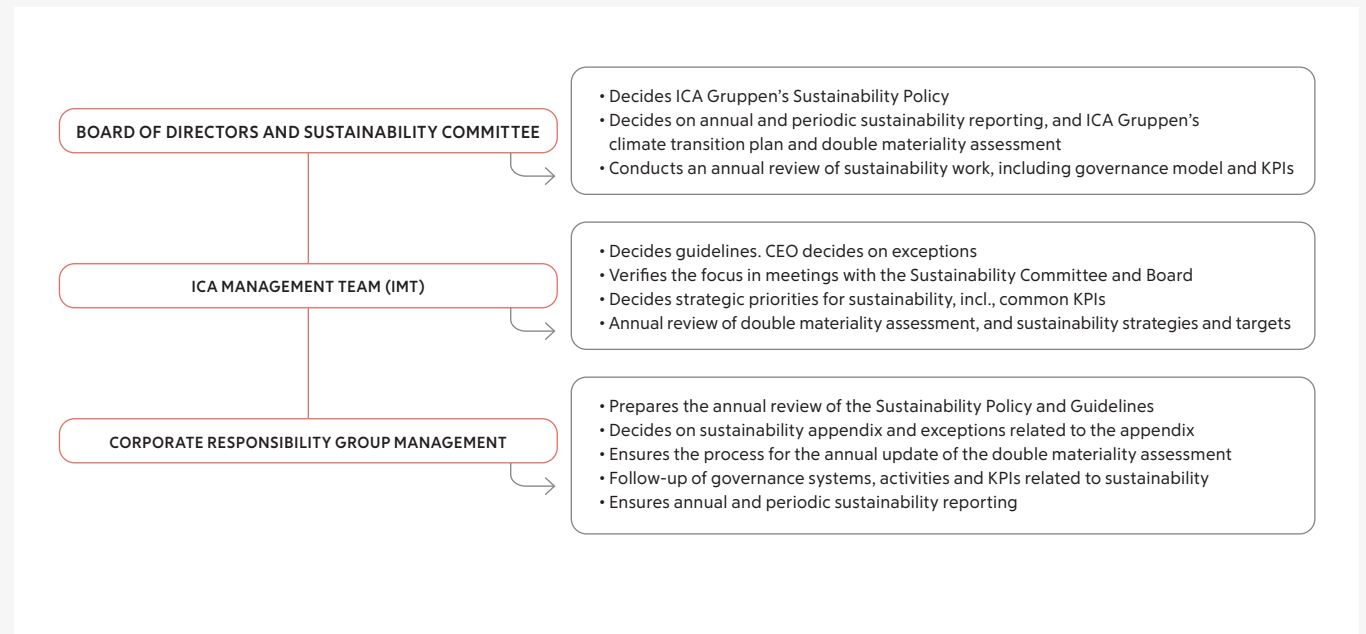 BOARD OF DIRECTORS AND SUSTAINABILITY COMMITTEE
• Decides ICA Gruppen’s Sustainability Policy
• Decides on annual and periodic sustainability reporting, and ICA Gruppen’s
climate transition plan and double materiality assessment
• Conducts an annual review of sustainability work, including governance model and KPIs
ICA MANAGEMENT TEAM (IMT)
• Decides guidelines. CEO decides on exceptions
• Verifies the focus in meetings with the Sustainability Committee and Board
• Decides strategic priorities for sustainability, incl., common KPIs
• Annual review of double materiality assessment, and sustainability strategies and targets
CORPORATE RESPONSIBILITY GROUP MANAGEMENT
• Prepares the annual review of the Sustainability Policy and Guidelines
• Decides on sustainability appendix and exceptions related to the appendix
• Ensures the process for the annual update of the double materiality assessment
• Follow-up of governance systems, activities and KPIs related to sustainability
• Ensures annual and periodic sustainability reporting